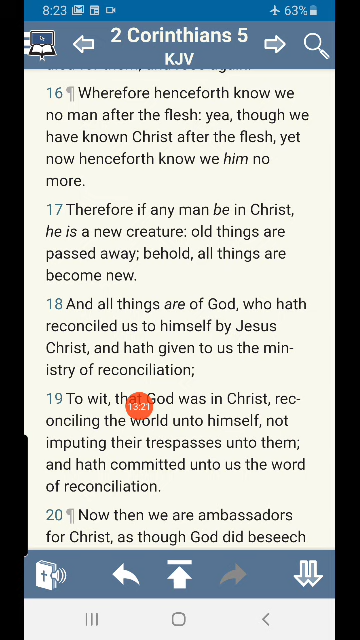 8:23
63%
2 Corinthians 5
KJV
16 ¶ Wherefore henceforth know we
no man after the flesh: yea, though we
have known Christ after the flesh, yet
now henceforth know we him no
more.
17 Therefore if any man be in Christ,
he is a new creature: old things are
passed away; behold, all things are
become new.
18 And all things are of God, who hath
reconciled us to himself by Jesus
Christ, and hath given to us the min-
istry of reconciliation;
19 To wit, that God was in Christ, rec-
13:21
onciling the world unto himself, not
imputing their trespasses unto them;
and hath committed unto us the word
of reconciliation.
20 ¶ Now then we are ambassadors
for Christ, as though God did beseech